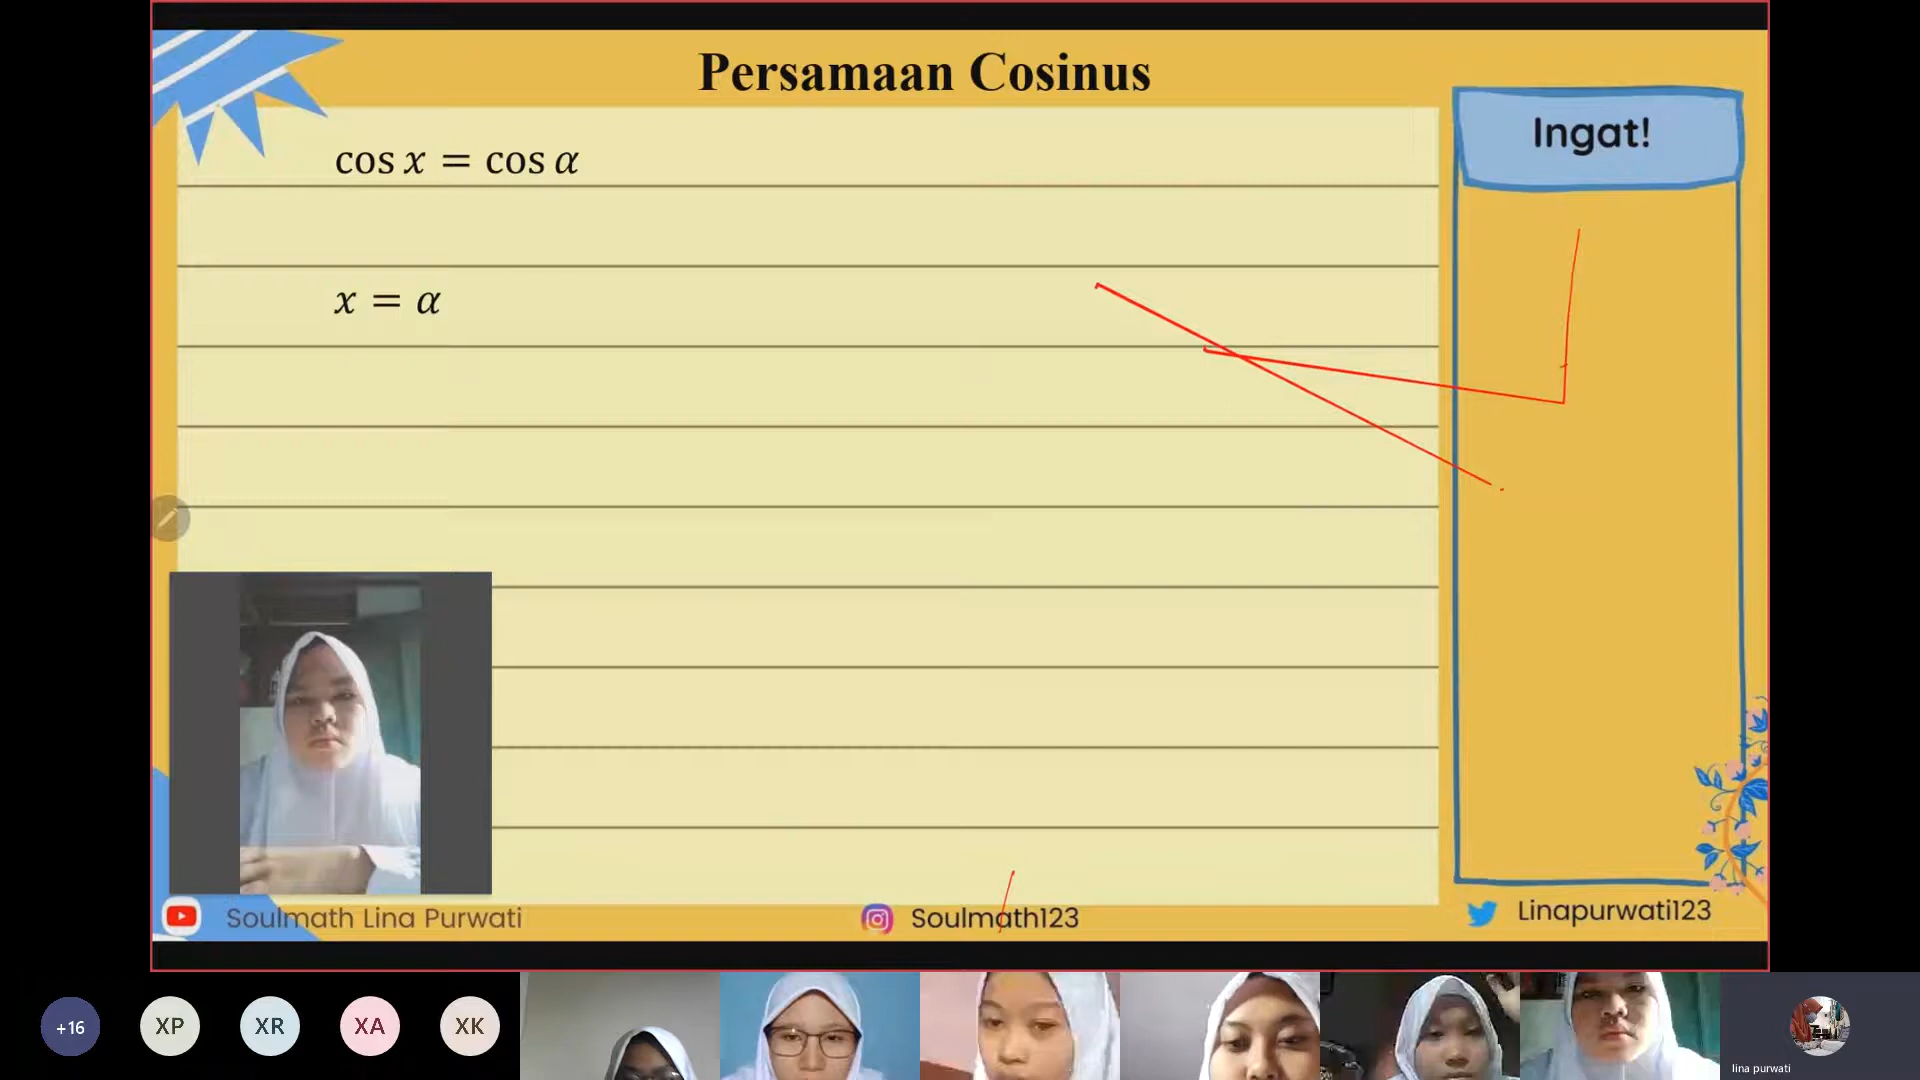 Persamaan Cosinus
cos x = cos α
x = α
Ingat!
Soulmath Lina Purwati
Soulmath123
Linapurwati123
+16
XP
XR
XA
XK
lina purwati